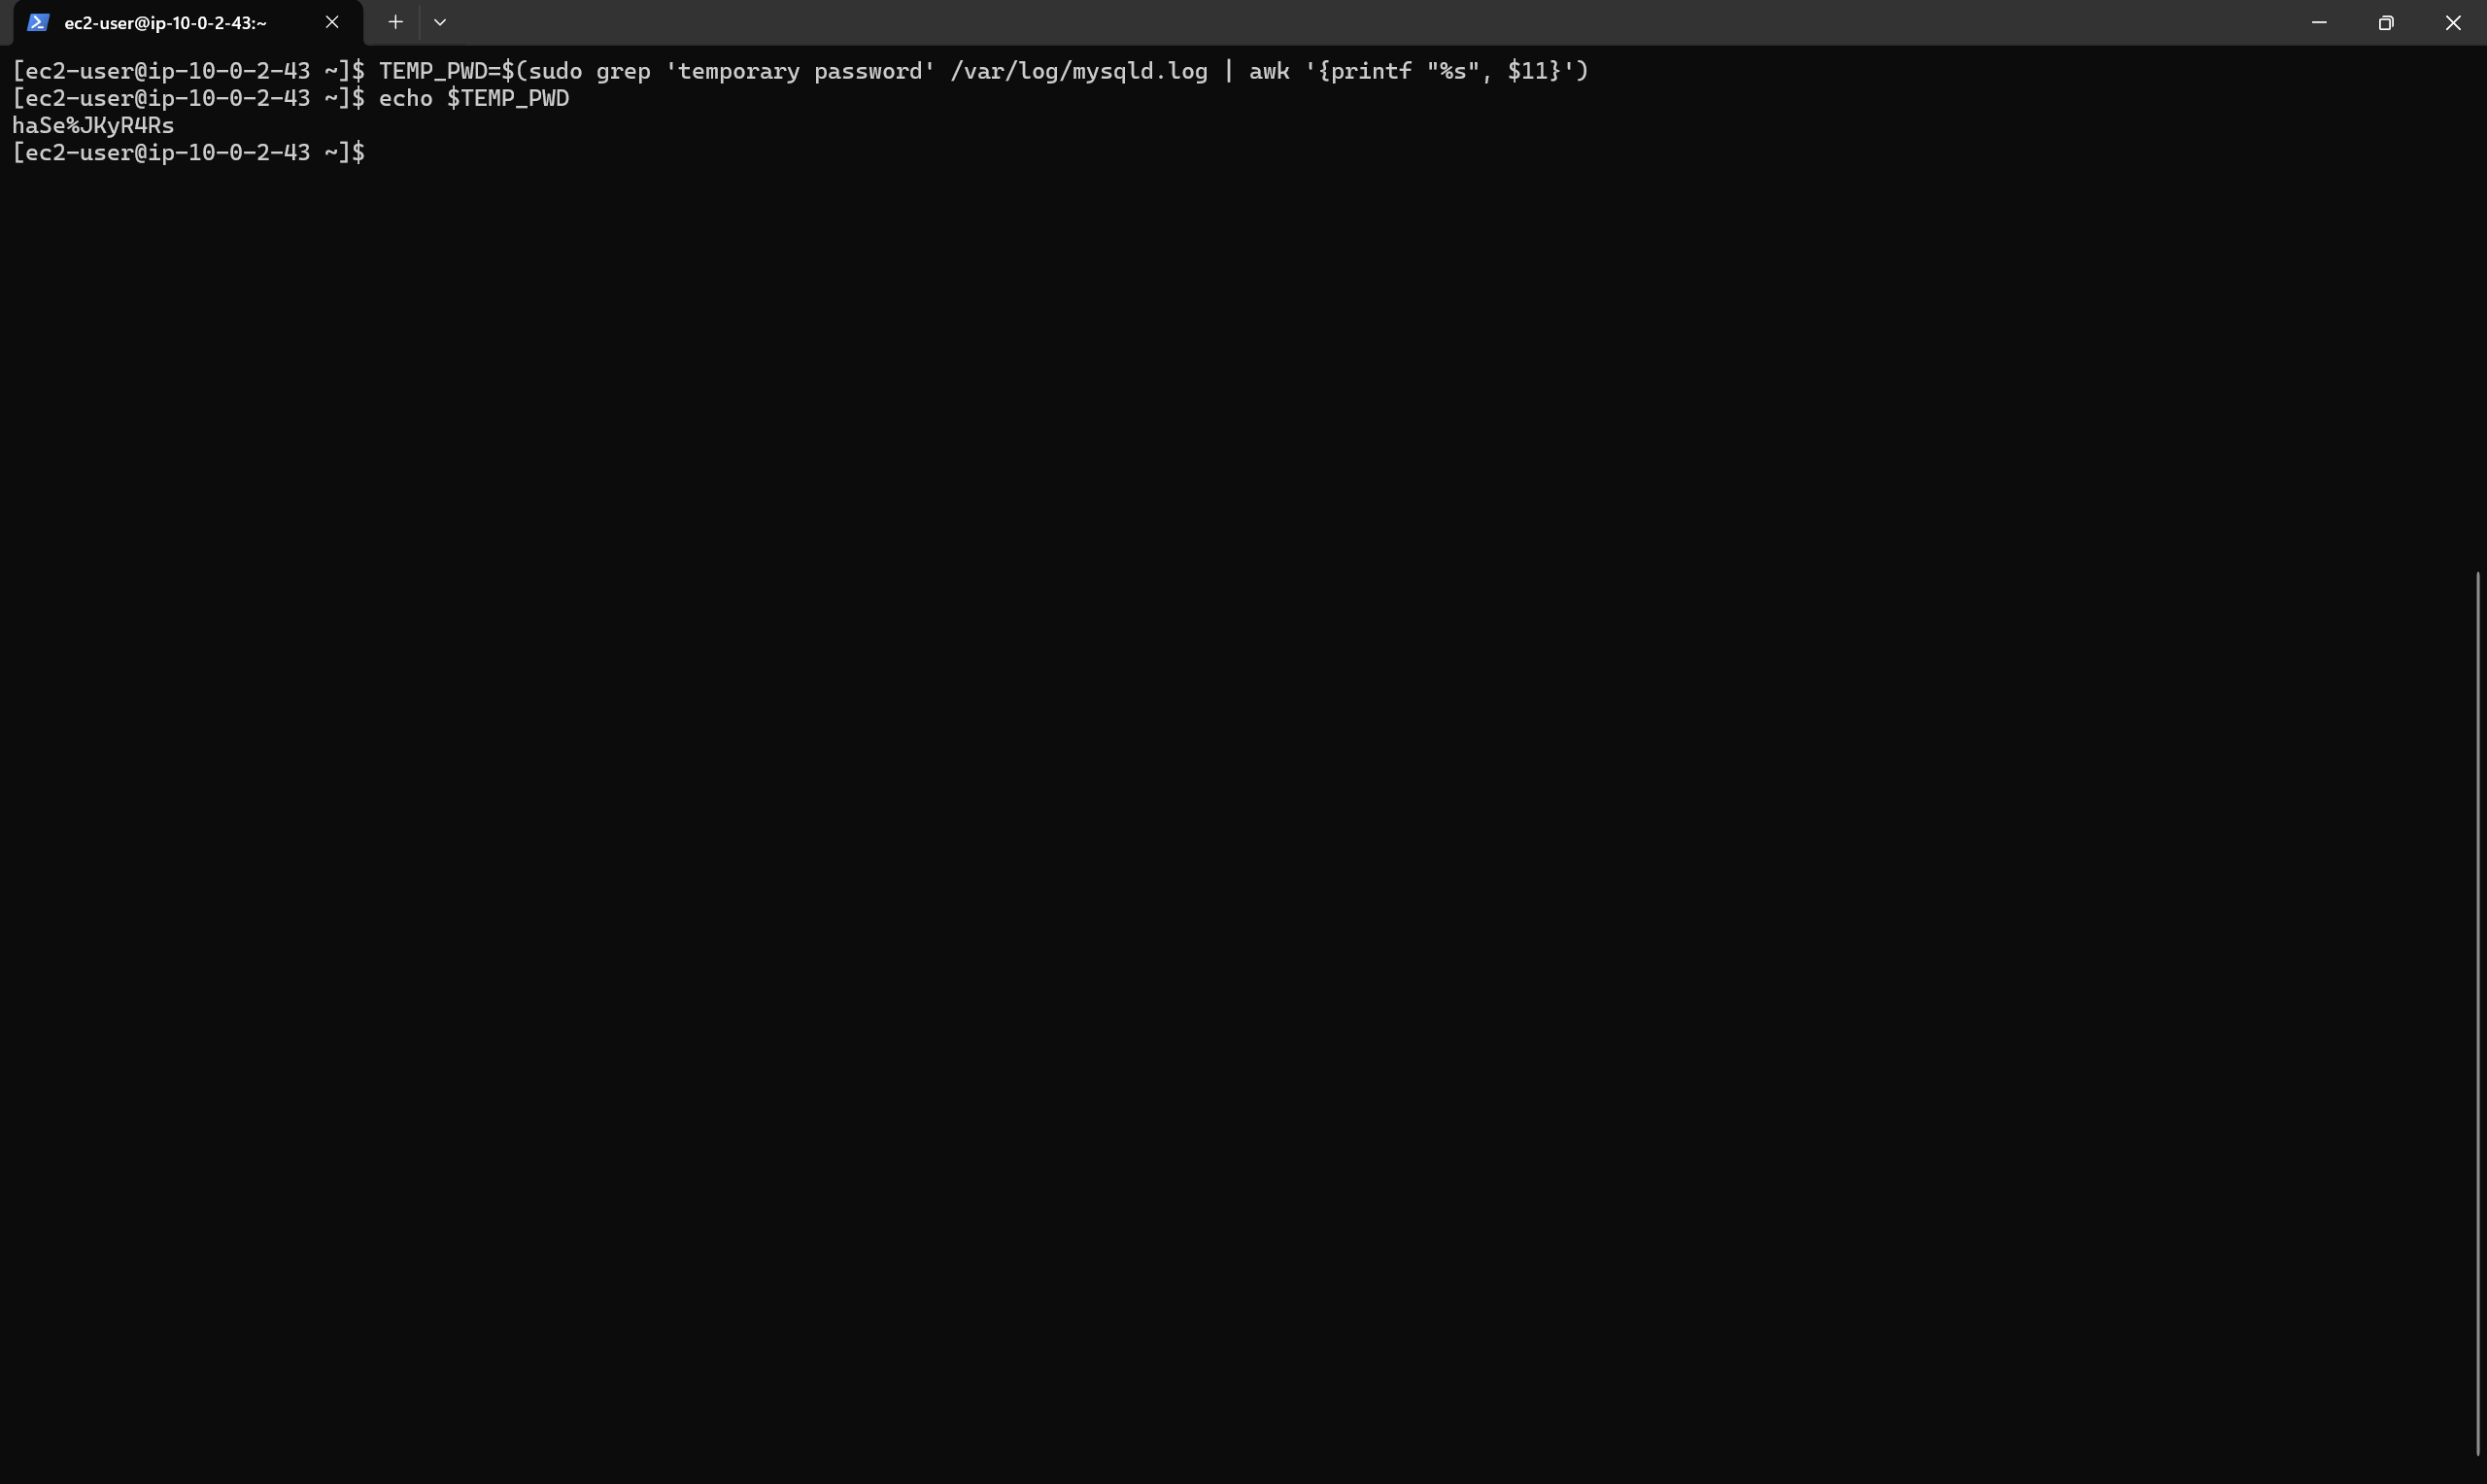 ec2-user@ip-10-0-2-43:~
[ec2-user@ip-10-0-2-43 ~]$ TEMP_PWD=$(sudo grep 'temporary password' /var/log/mysqld.log | awk '{printf "%s", $11}')
[ec2-user@ip-10-0-2-43 ~]$ echo $TEMP_PWD
haSe%JKyR4Rs
[ec2-user@ip-10-0-2-43 ~]$